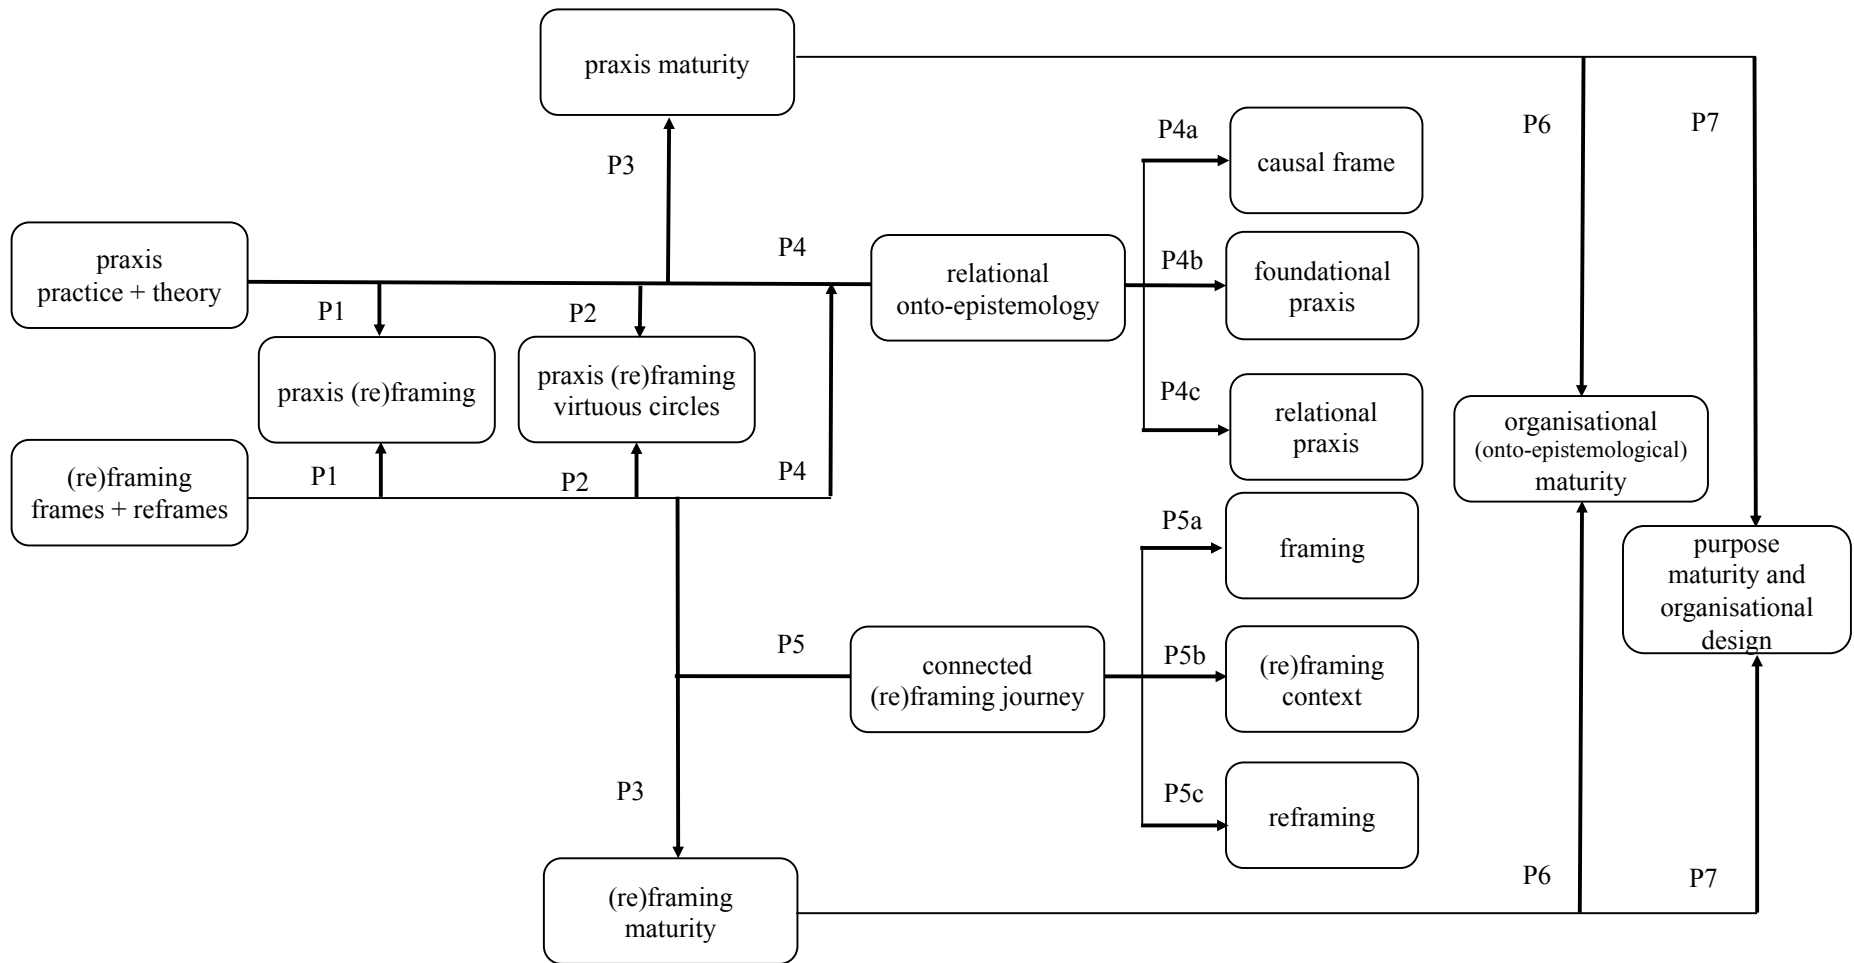 praxis maturity
P3
P4
praxis
practice + theory
P1
P2
praxis (re)framing
praxis (re)framing
virtuous circles
(re)framing
frames + reframes
P1
P2
P4
relational
onto-epistemology
P4a
causal frame
P4b
foundational
praxis
P4c
relational
praxis
P5
connected
(re)framing journey
P5a
framing
P5b
(re)framing
context
P5c
reframing
P3
(re)framing
maturity
P6
P7
organisational
(onto-epistemological)
maturity
purpose
maturity and
organisational
design
P6
P7